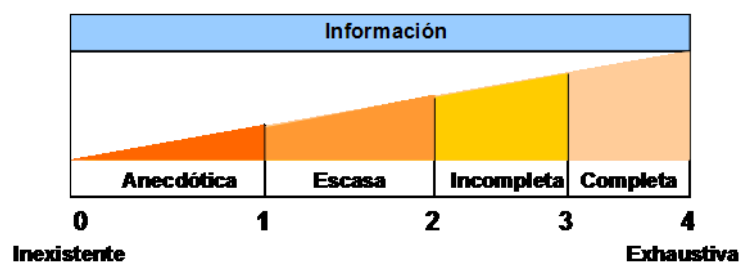 Información
Anecdótica Escasa Incompleta Completa
0 1 2 3 4
Inexistente Exhaustiva